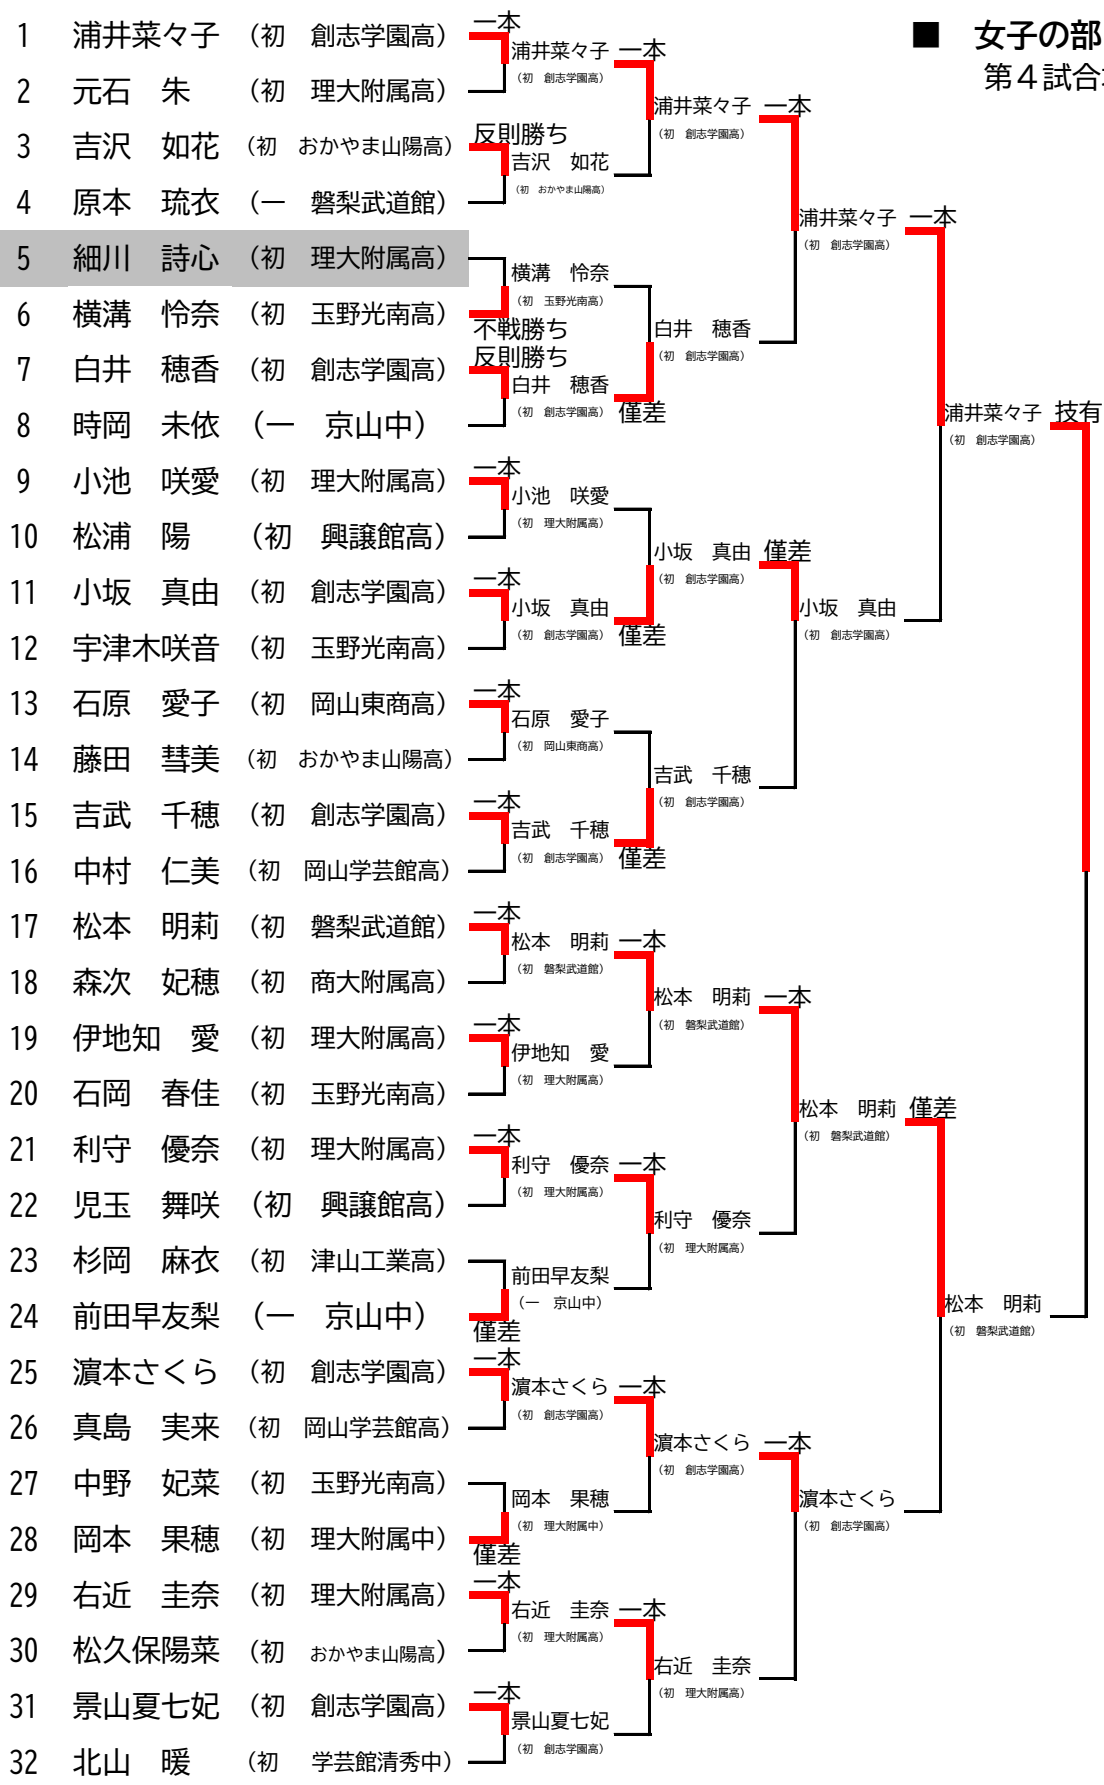 ■　女子の部
第４試合
1　浦井菜々子　（初　創志学園高）
2　元石　朱　（初　理大附属高）
3　吉沢　如花　（初　おかやま山陽高）
4　原本　琉衣　（一　磐梨武道館）
5　細川　詩心　（初　理大附属高）
6　横溝　怜奈　（初　玉野光南高）
7　白井　穂香　（初　創志学園高）
8　時岡　未依　（一　京山中）
9　小池　咲愛　（初　理大附属高）
10　松浦　陽　（初　興譲館高）
11　小坂　真由　（初　創志学園高）
12　宇津木咲音　（初　玉野光南高）
13　石原　愛子　（初　岡山東商高）
14　藤田　彗美　（初　おかやま山陽高）
15　吉武　千穂　（初　創志学園高）
16　中村　仁美　（初　岡山学芸館高）
17　松本　明莉　（初　磐梨武道館）
18　森次　妃穂　（初　商大附属高）
19　伊地知　愛　（初　理大附属高）
20　石岡　春佳　（初　玉野光南高）
21　利守　優奈　（初　理大附属高）
22　児玉　舞咲　（初　興譲館高）
23　杉岡　麻衣　（初　津山工業高）
24　前田早友梨　（一　京山中）
25　濵本さくら　（初　創志学園高）
26　真島　実来　（初　岡山学芸館高）
27　中野　妃菜　（初　玉野光南高）
28　岡本　果穂　（初　理大附属中）
29　右近　圭奈　（初　理大附属高）
30　松久保陽菜　（初　おかやま山陽高）
31　景山夏七妃　（初　創志学園高）
32　北山　暖　（初　学芸館清秀中）
一本
浦井菜々子
（初　創志学園高）
反則勝ち
吉沢　如花
（初　おかやま山陽高）
横溝　怜奈
（初　玉野光南高）
不戦勝ち
反則勝ち
白井　穂香
（初　創志学園高）
一本
小池　咲愛
（初　理大附属高）
一本
小坂　真由
（初　創志学園高）
一本
石原　愛子
（初　岡山東商高）
一本
吉武　千穂
（初　創志学園高）
一本
松本　明莉
（初　磐梨武道館）
一本
伊地知　愛
（初　理大附属高）
一本
利守　優奈
（初　理大附属高）
前田早友梨
（一　京山中）
僅差
一本
濵本さくら
（初　創志学園高）
岡本　果穂
（初　理大附属中）
僅差
一本
右近　圭奈
（初　理大附属高）
一本
景山夏七妃
（初　創志学園高）
一本
浦井菜々子
（初　創志学園高）
白井　穂香
（初　創志学園高）
僅差
小坂　真由
（初　創志学園高）
僅差
吉武　千穂
（初　創志学園高）
僅差
一本
松本　明莉
（初　磐梨武道館）
一本
利守　優奈
（初　理大附属高）
一本
濵本さくら
（初　創志学園高）
一本
右近　圭奈
（初　理大附属高）
一本
浦井菜々子
（初　創志学園高）
僅差
小坂　真由
（初　創志学園高）
一本
松本　明莉
（初　磐梨武道館）
一本
濵本さくら
（初　創志学園高）
一本
浦井菜々子
（初　創志学園高）
僅差
松本　明莉
（初　磐梨武道館）
技有